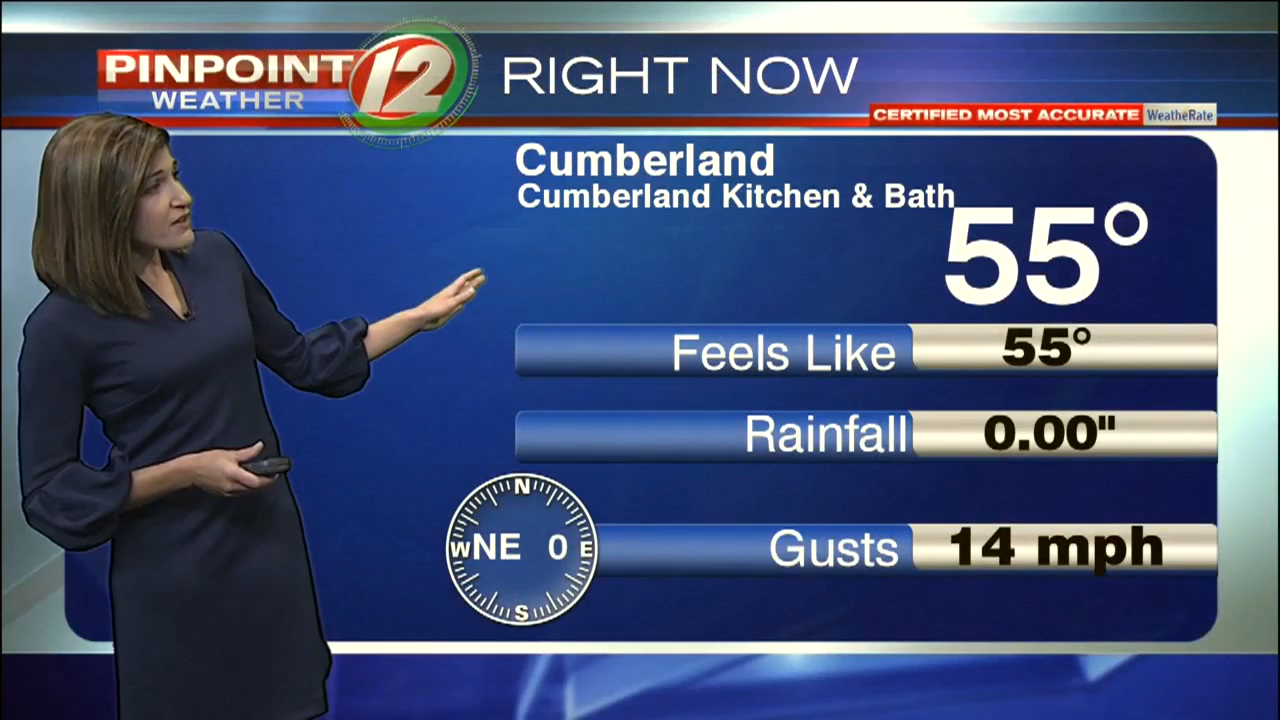 PINPOINT 12
WEATHER
RIGHT NOW
CERTIFIED MOST ACCURATE WeatheRate
Cumberland
Cumberland Kitchen & Bath
55°
Feels Like 55°
Rainfall 0.00"
N
W NE 0 E
S
Gusts 14 mph